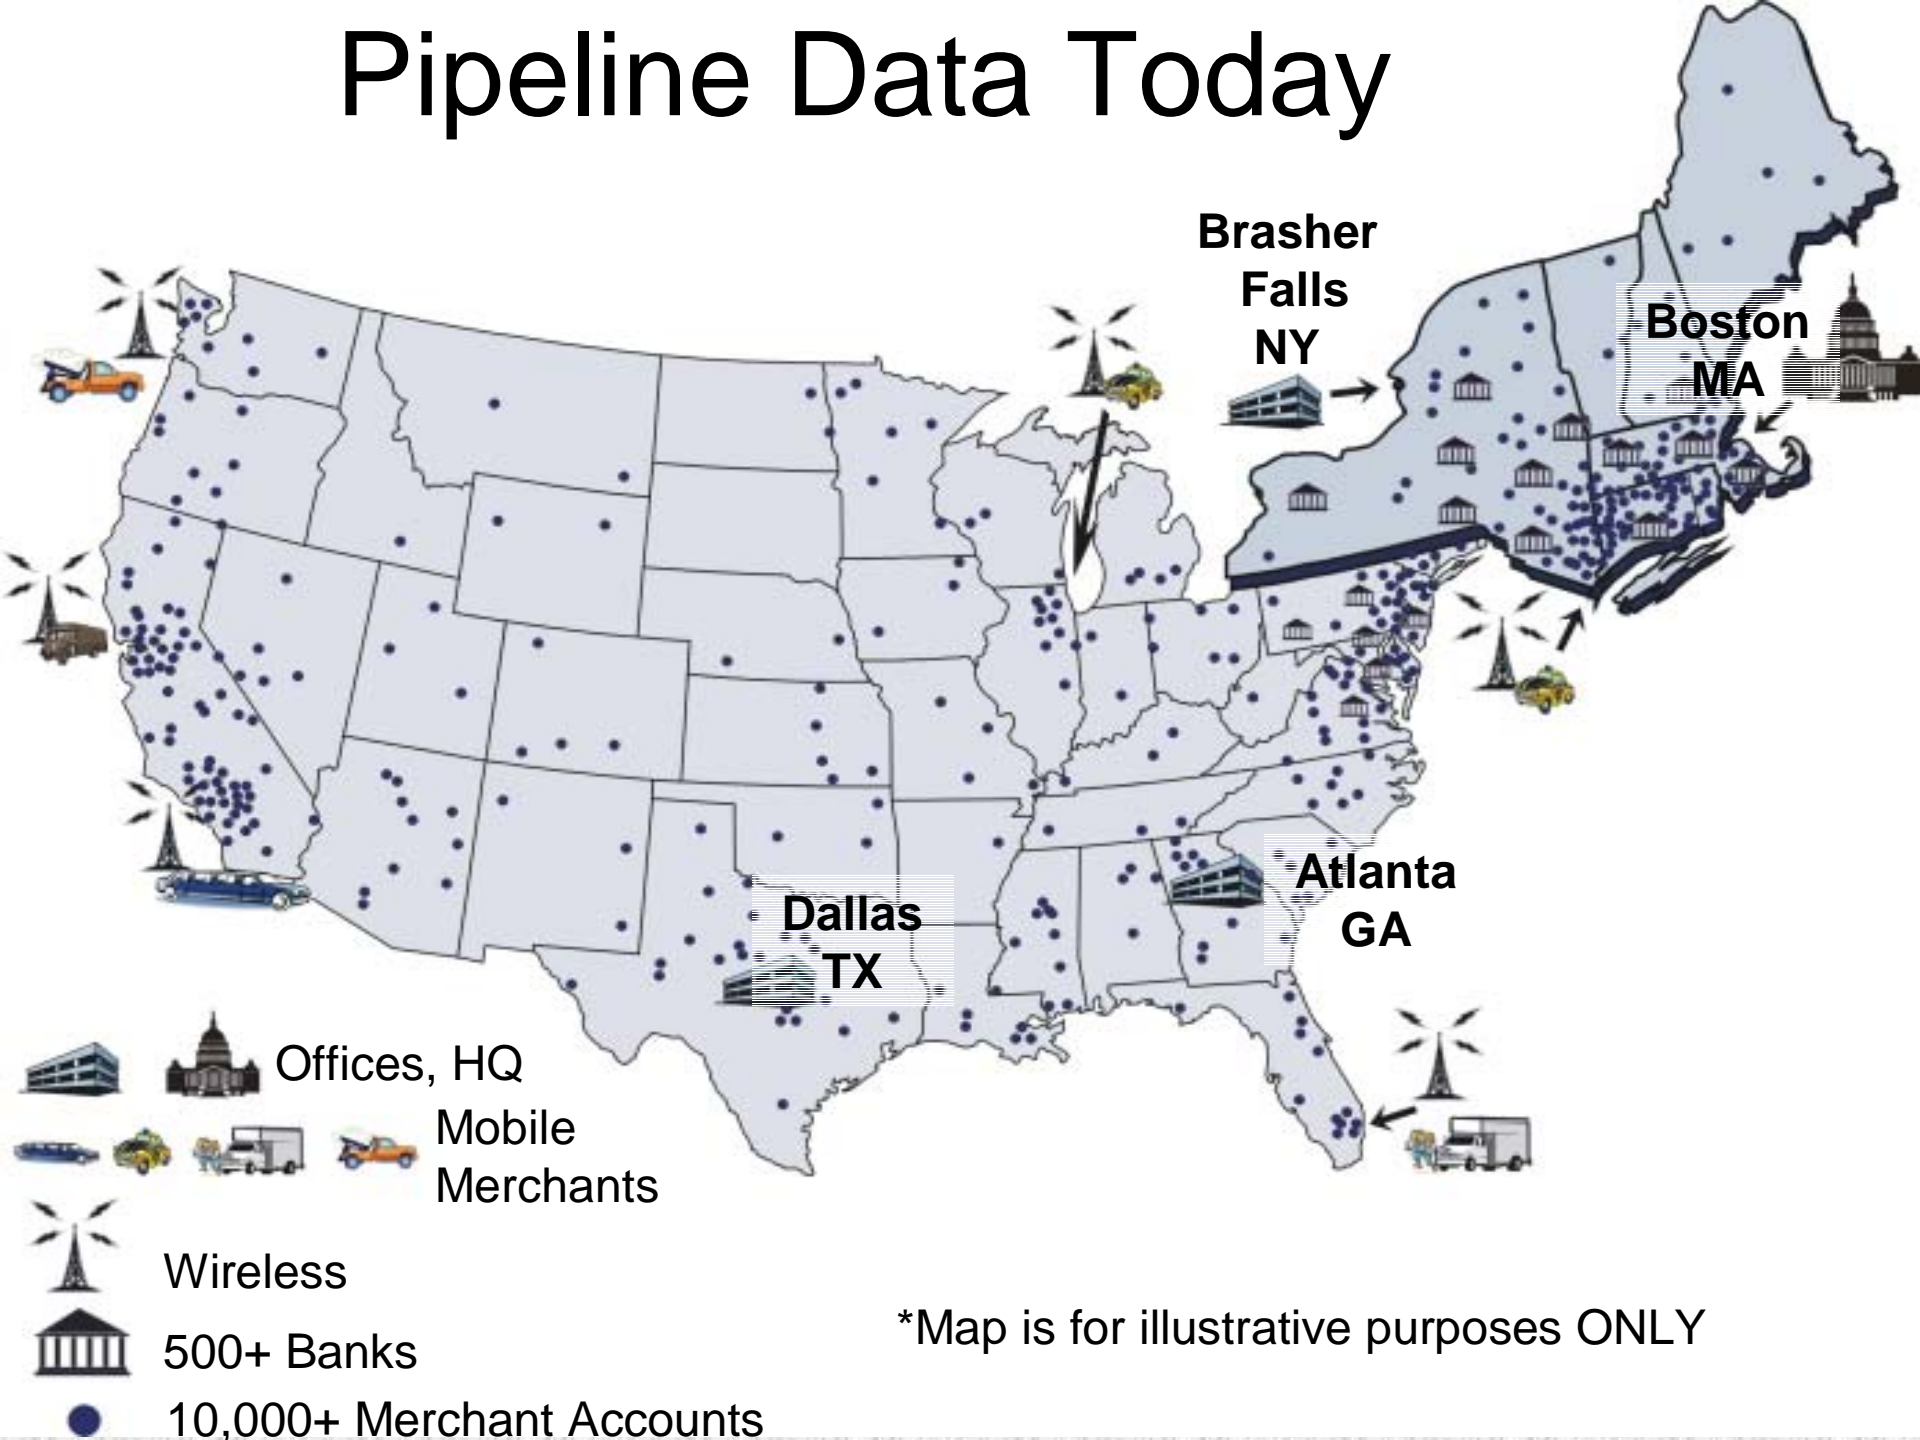 Pipeline Data Today
Brasher
Falls
NY
Boston
MA
Atlanta
GA
Dallas
TX
Offices, HQ
Mobile
Merchants
Wireless
500+ Banks
10,000+ Merchant Accounts
*Map is for illustrative purposes ONLY